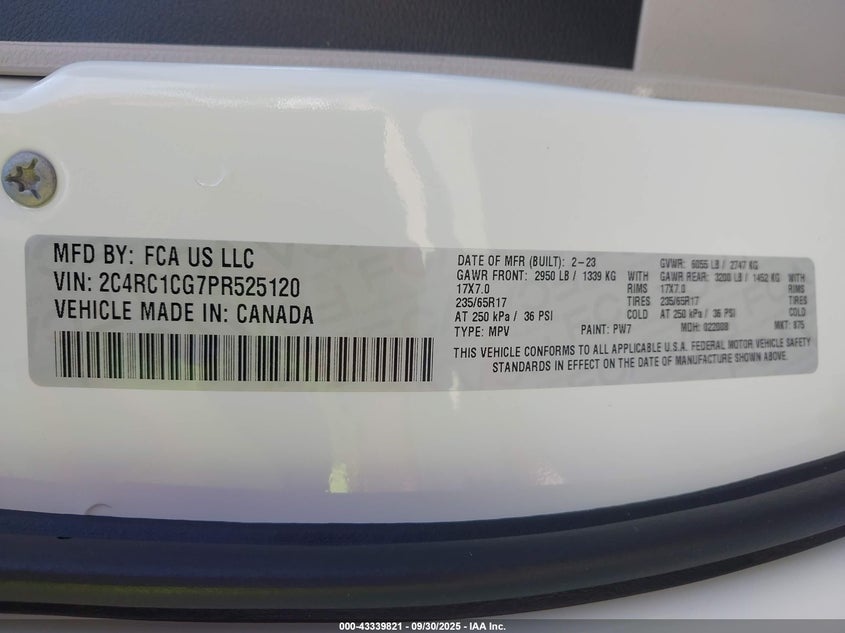 MFD BY: FCA US LLC
VIN: 2C4RC1CG7PR525120
VEHICLE MADE IN: CANADA
DATE OF MFR (BUILT): 2-23 GVWR: 6055 LB / 2747 KG
GAWR FRONT: 2950 LB / 1339 KG WITH GAWR REAR: 3200 LB / 1452 KG WITH
17X7.0 RIMS 17X7.0 RIMS
235/65R17 TIRES 235/65R17 TIRES
AT 250 kPa / 36 PSI COLD AT 250 kPa / 36 PSI COLD
TYPE: MPV PAINT: PW7 MDH: 022008 MKT: 875
THIS VEHICLE CONFORMS TO ALL APPLICABLE U.S.A. FEDERAL MOTOR VEHICLE SAFETY
STANDARDS IN EFFECT ON THE DATE OF MANUFACTURE SHOWN ABOVE.
000-43339821 - 09/30/2025 - IAA Inc.